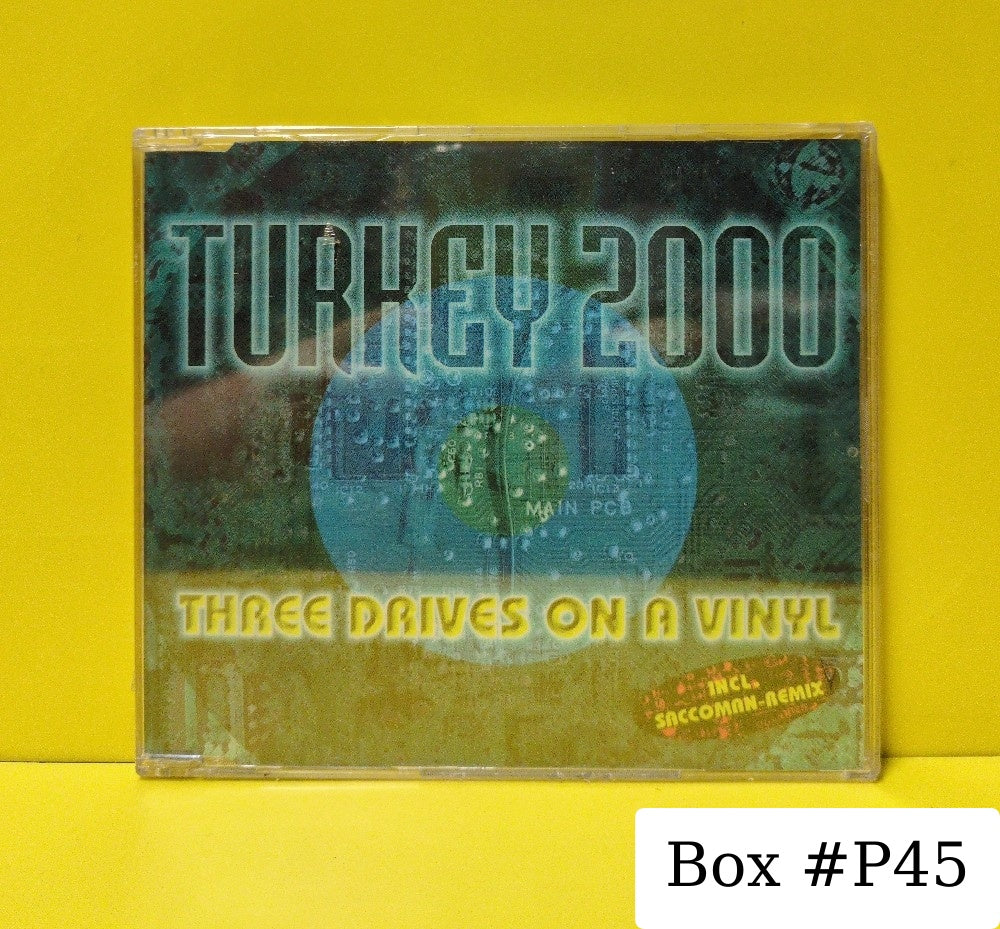 TURKEY 2000
MAIN PCB
THREE DRIVES ON A VINYL
INCL.
SACCOMAN-REMIX
Box #P45